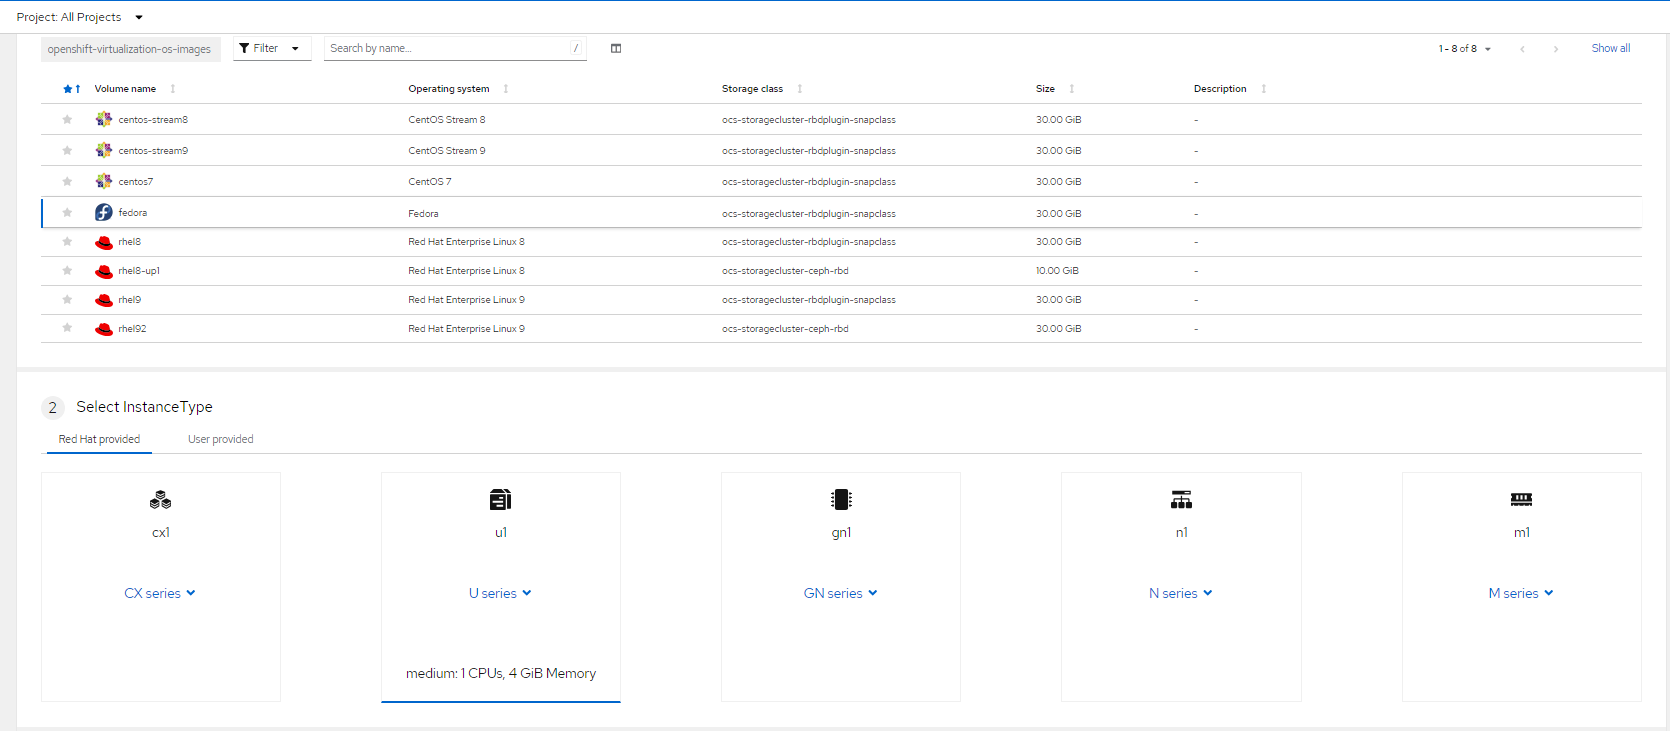 Project: All Projects
openshift-virtualization-os-images Filter Search by name... / 1 - 8 of 8 Show all
Volume name Operating system Storage class Size Description
centos-stream8 CentOS Stream 8 ocs-storagecluster-rbdplugin-snapclass 30.00 GiB -
centos-stream9 CentOS Stream 9 ocs-storagecluster-rbdplugin-snapclass 30.00 GiB -
centos7 CentOS 7 ocs-storagecluster-rbdplugin-snapclass 30.00 GiB -
fedora Fedora ocs-storagecluster-rbdplugin-snapclass 30.00 GiB -
rhel8 Red Hat Enterprise Linux 8 ocs-storagecluster-rbdplugin-snapclass 30.00 GiB -
rhel8-up1 Red Hat Enterprise Linux 8 ocs-storagecluster-ceph-rbd 10.00 GiB -
rhel9 Red Hat Enterprise Linux 9 ocs-storagecluster-rbdplugin-snapclass 30.00 GiB -
rhel92 Red Hat Enterprise Linux 9 ocs-storagecluster-ceph-rbd 30.00 GiB -
2 Select InstanceType
Red Hat provided User provided
cx1 u1 gn1 n1 m1
CX series U series GN series N series M series
medium: 1 CPUs, 4 GiB Memory